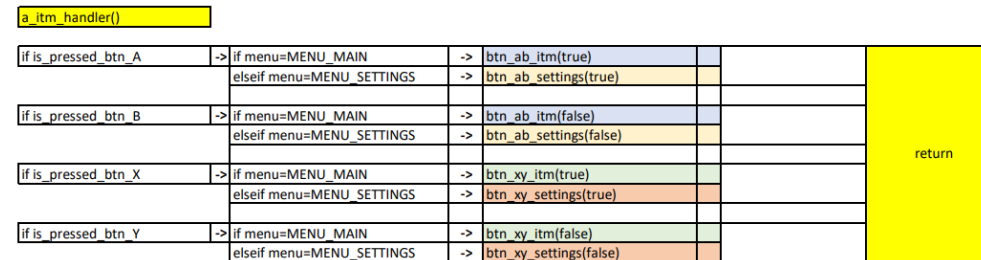 a_itm_handler()
if is_pressed_btn_A -> if menu=MENU_MAIN -> btn_ab_itm(true)
elseif menu=MENU_SETTINGS -> btn_ab_settings(true)
if is_pressed_btn_B -> if menu=MENU_MAIN -> btn_ab_itm(false)
elseif menu=MENU_SETTINGS -> btn_ab_settings(false)
return
if is_pressed_btn_X -> if menu=MENU_MAIN -> btn_xy_itm(true)
elseif menu=MENU_SETTINGS -> btn_xy_settings(true)
if is_pressed_btn_Y -> if menu=MENU_MAIN -> btn_xy_itm(false)
elseif menu=MENU_SETTINGS -> btn_xy_settings(false)